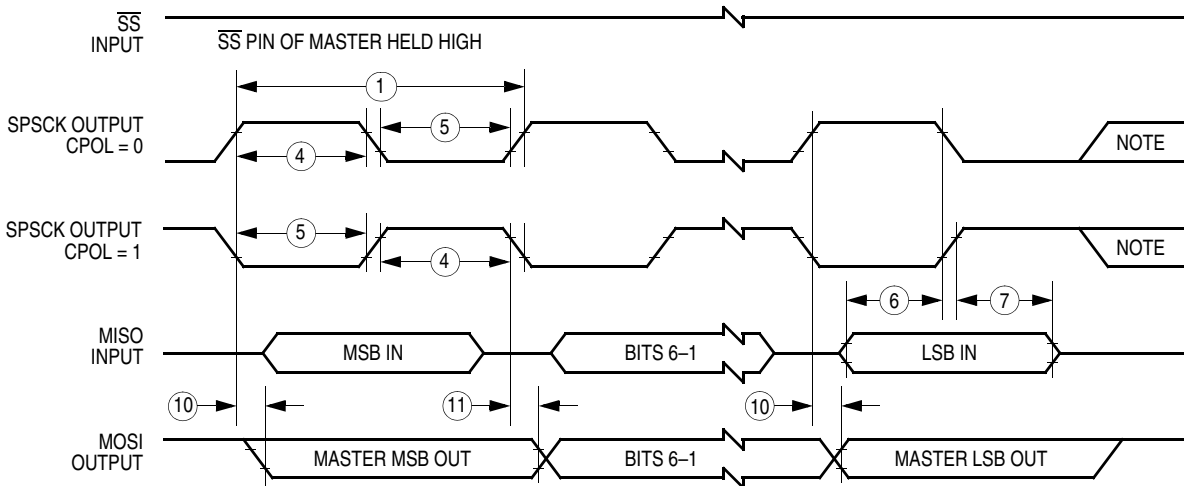 SS
INPUT
SS PIN OF MASTER HELD HIGH
1
SPSCK OUTPUT
CPOL = 0
5
4
NOTE
SPSCK OUTPUT
CPOL = 1
5
4
NOTE
6
7
MISO
INPUT
MSB IN
BITS 6–1
LSB IN
10
11
10
MOSI
OUTPUT
MASTER MSB OUT
BITS 6–1
MASTER LSB OUT